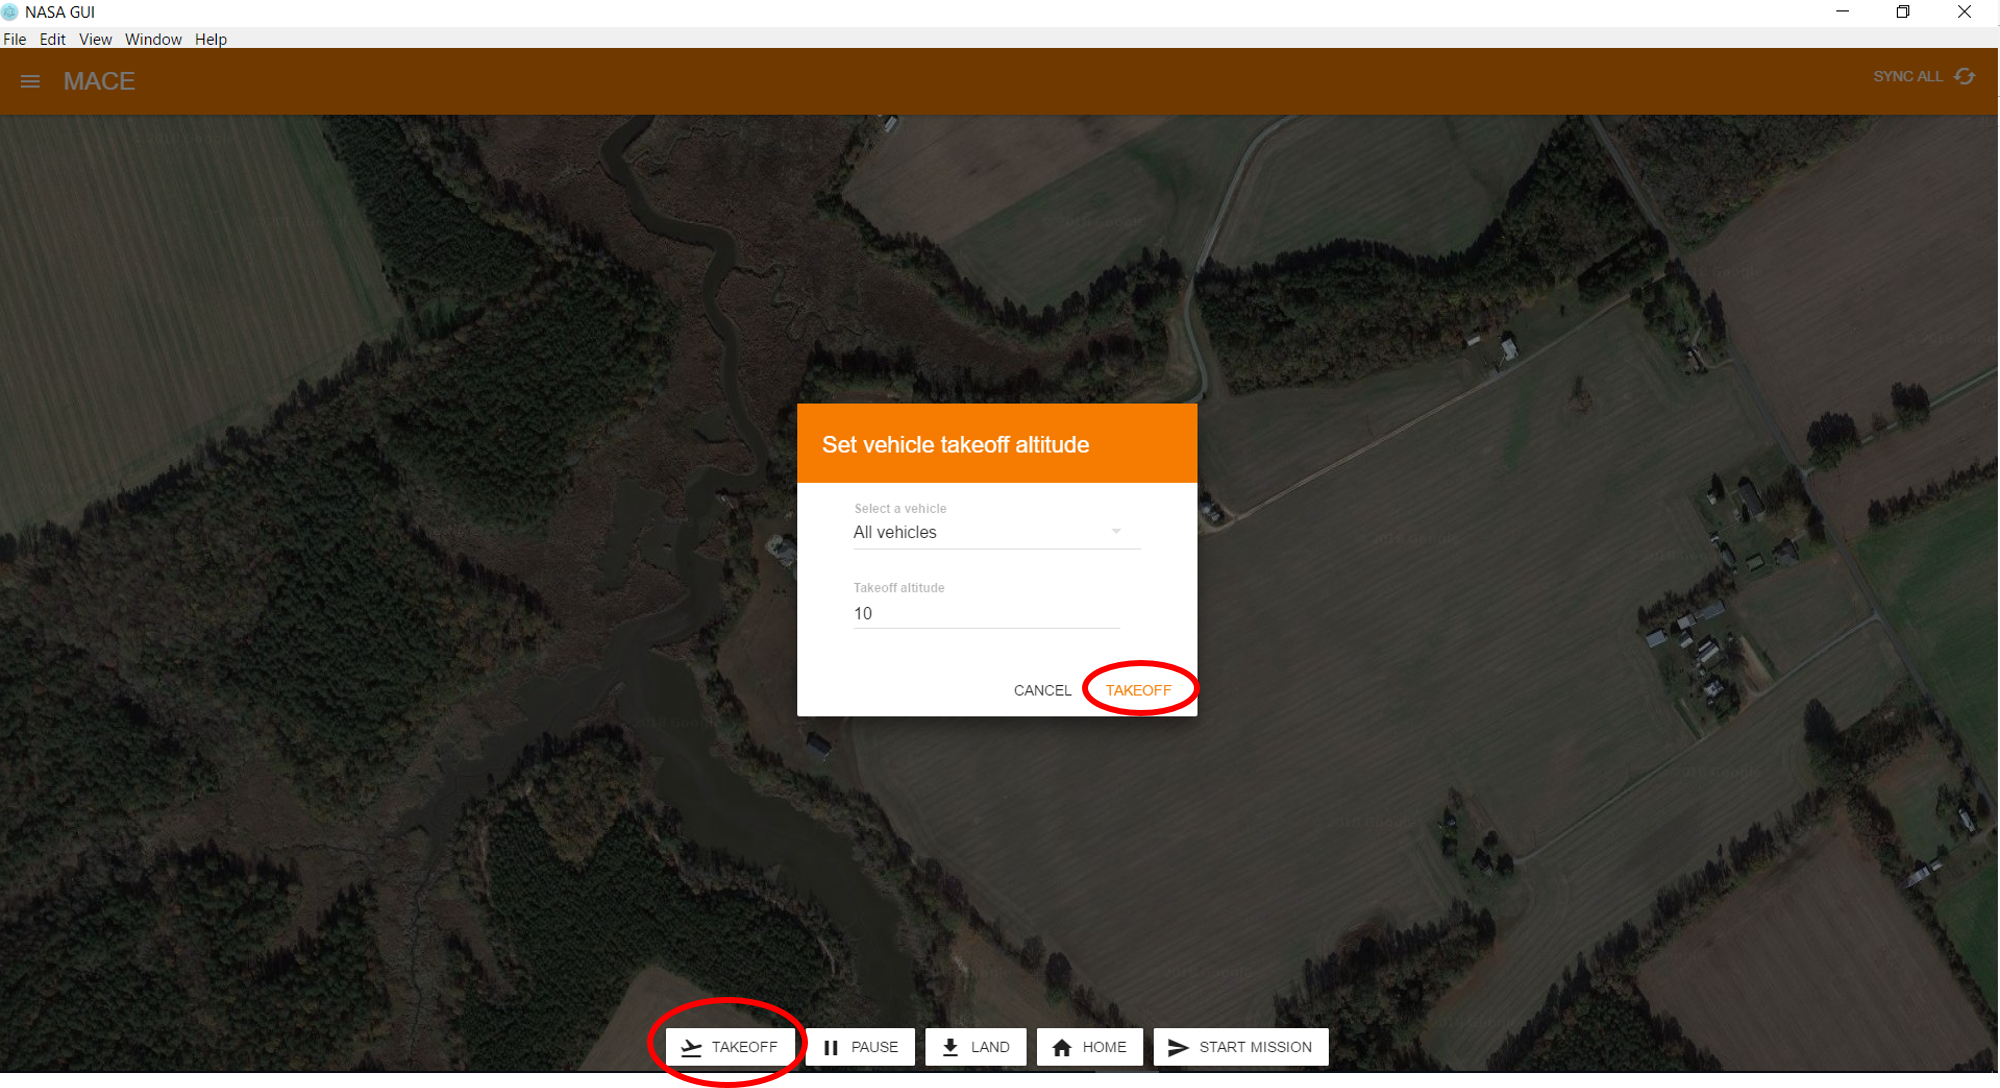 NASA GUI
File Edit View Window Help
MACE
SYNC ALL
Set vehicle takeoff altitude
Select a vehicle
All vehicles
Takeoff altitude
10
CANCEL TAKEOFF
TAKEOFF PAUSE LAND HOME START MISSION